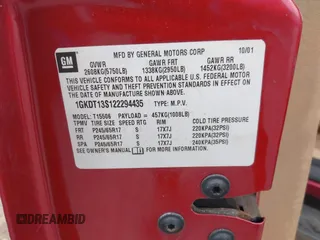 GM
MFD BY GENERAL MOTORS CORP 10/01
GVWR GAWR FRT GAWR RR
2608KG(5750LB) 1338KG(2950LB) 1452KG(3200LB)
THIS VEHICLE CONFORMS TO ALL APPLICABLE U.S. FEDERAL MOTOR
VEHICLE SAFETY AND THEFT PREVENTION STANDARDS IN EFFECT ON
THE DATE OF MANUFACTURE SHOWN ABOVE.
1GKDT13S122294435 TYPE: M.P.V.
MODEL: T15506 PAYLOAD = 457KG(1008LB)
TPMV TIRE SIZE SPEED RTG RIM COLD TIRE PRESSURE
FRT P245/65R17 S 17X7J 220KPA(32PSI)
RR P245/65R17 S 17X7J 220KPA(32PSI)
SPA P245/65R17 S 17X7J 240KPA(35PSI)
SEE OWNER'S MANUAL FOR ADDITIONAL INFORMATION.
DREAMBID